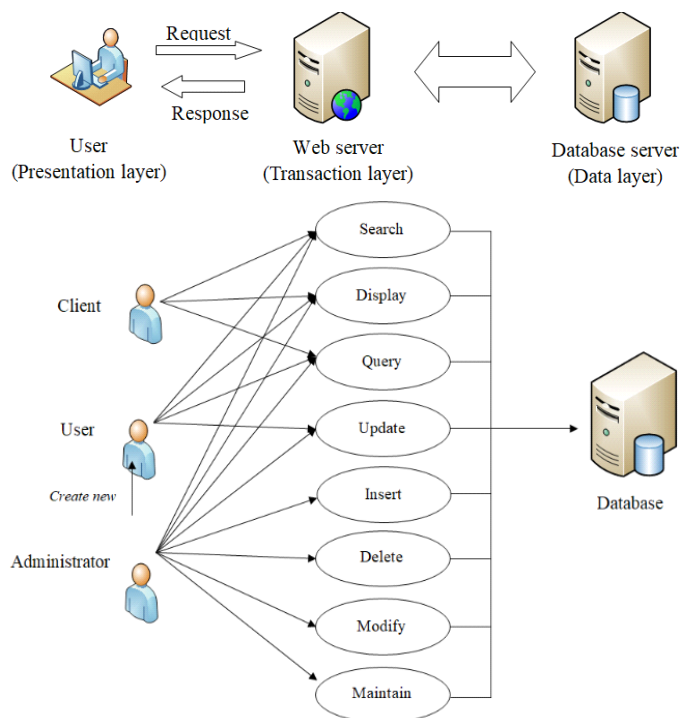 Request
Response
User
(Presentation layer)
Web server
(Transaction layer)
Database server
(Data layer)
Search
Client
Display
Query
User
Update
Create new
Insert
Database
Administrator
Delete
Modify
Maintain